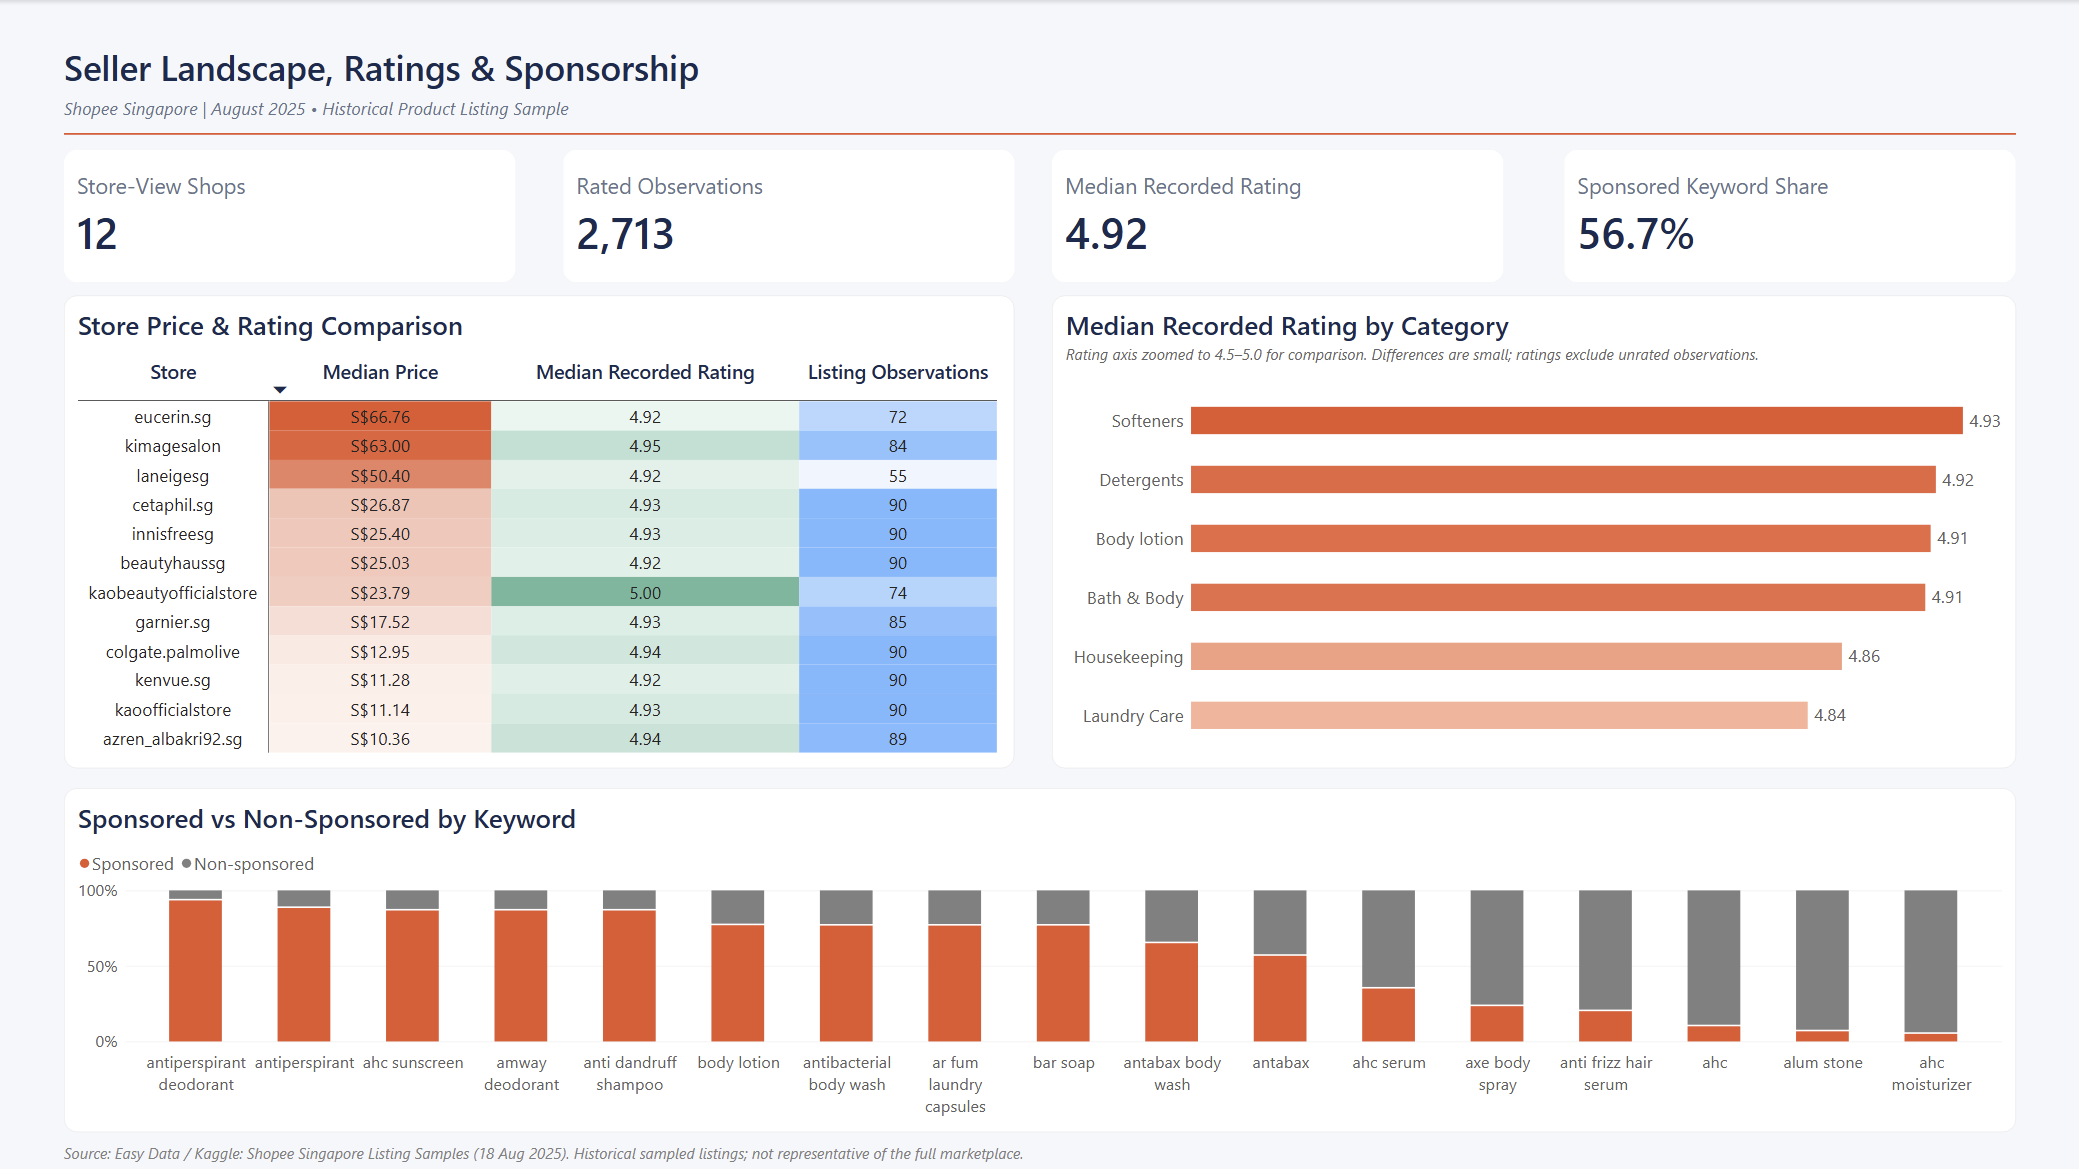 Seller Landscape, Ratings & Sponsorship
Shopee Singapore | August 2025 • Historical Product Listing Sample
Store-View Shops
12
Rated Observations
2,713
Median Recorded Rating
4.92
Sponsored Keyword Share
56.7%
Store Price & Rating Comparison
Store Median Price Median Recorded Rating Listing Observations
eucerin.sg S$66.76 4.92 72
kimagesalon S$63.00 4.95 84
laneigesg S$50.40 4.92 55
cetaphil.sg S$26.87 4.93 90
innisfreesg S$25.40 4.93 90
beautyhaussg S$25.03 4.92 90
kaobeautyofficialstore S$23.79 5.00 74
garnier.sg S$17.52 4.93 85
colgate.palmolive S$12.95 4.94 90
kenvue.sg S$11.28 4.92 90
kaoofficialstore S$11.14 4.93 90
azren_albakri92.sg S$10.36 4.94 89
Median Recorded Rating by Category
Rating axis zoomed to 4.5–5.0 for comparison. Differences are small; ratings exclude unrated observations.
Softeners 4.93
Detergents 4.92
Body lotion 4.91
Bath & Body 4.91
Housekeeping 4.86
Laundry Care 4.84
Sponsored vs Non-Sponsored by Keyword
Sponsored Non-sponsored
100%
50%
0%
antiperspirant
deodorant
antiperspirant
ahc sunscreen
amway
deodorant
anti dandruff
shampoo
body lotion
antibacterial
body wash
ar fum
laundry
capsules
bar soap
antabax body
wash
antabax
ahc serum
axe body
spray
anti frizz hair
serum
ahc
alum stone
ahc
moisturizer
Source: Easy Data / Kaggle: Shopee Singapore Listing Samples (18 Aug 2025). Historical sampled listings; not representative of the full marketplace.